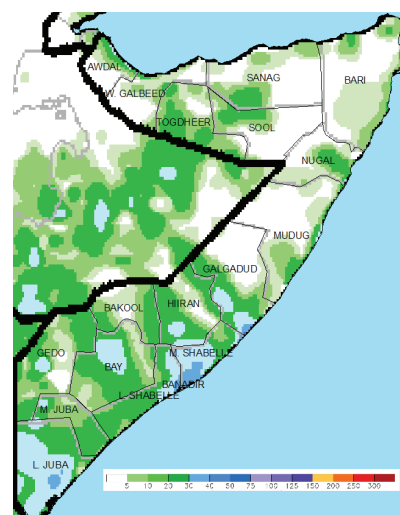 AWDAL
SANAG
BARI
W. GALBEED
TOGDHEER
SOOL
NUGAL
MUDUG
GALGADUD
BAKOOL
HIIRAN
GEDO
M. SHABELLE
BAY
BANADIR
L. SHABELLE
M. JUBA
L. JUBA
5 10 20 30 40 50 75 100 125 150 200 250 300